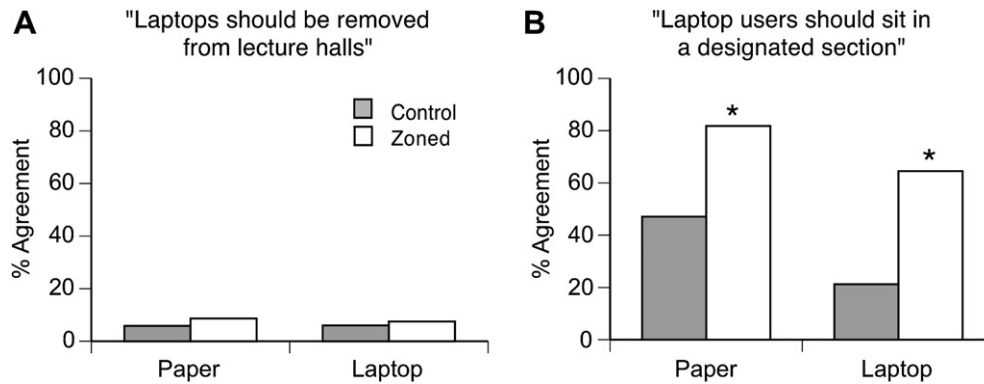 A
"Laptops should be removed
from lecture halls"
% Agreement
100
80
60
40
20
0
Control
Zoned
Paper Laptop
B
"Laptop users should sit in
a designated section"
% Agreement
100
80
60
40
20
0
*
*
Paper Laptop